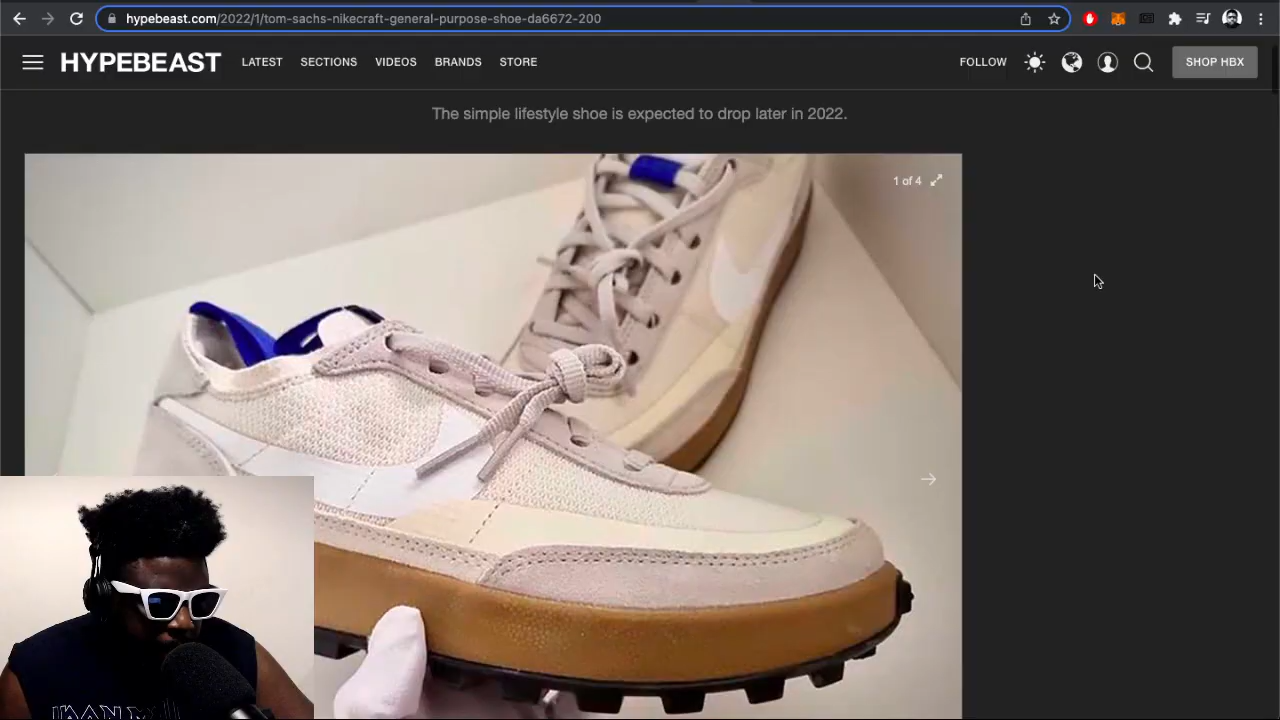 hypebeast.com/2022/1/tom-sachs-nikecraft-general-purpose-shoe-da6672-200
HYPEBEAST LATEST SECTIONS VIDEOS BRANDS STORE FOLLOW SHOP HBX
The simple lifestyle shoe is expected to drop later in 2022.
1 of 4